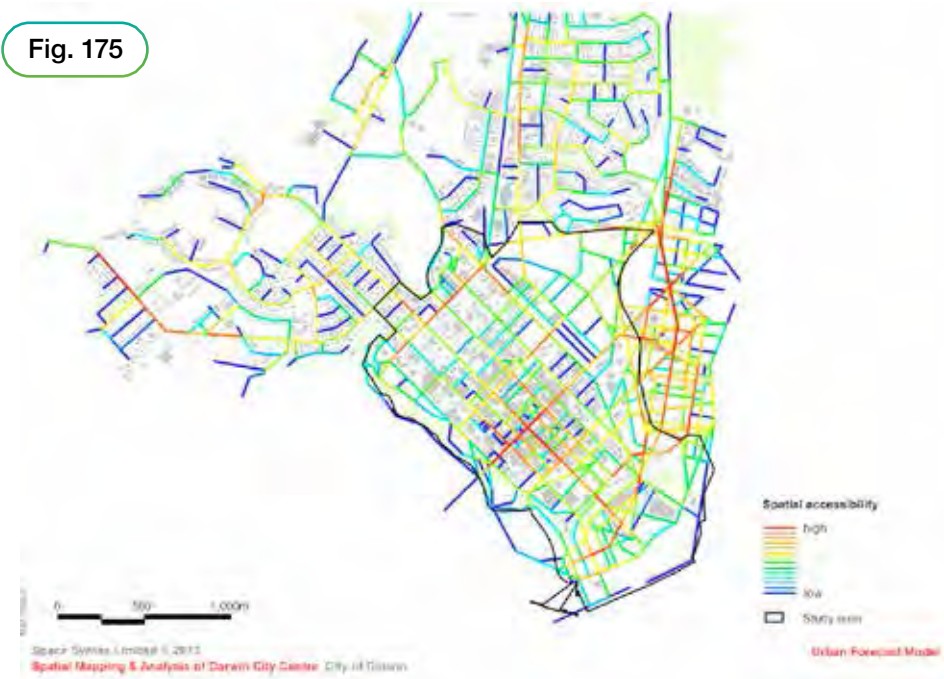 Fig. 175
Spatial accessibility
high
low
Study area
0 500 1,000m
Space Syntax Limited © 2013
Spatial Mapping & Analysis of Darwin City Centre City of Darwin
Urban Forecast Model